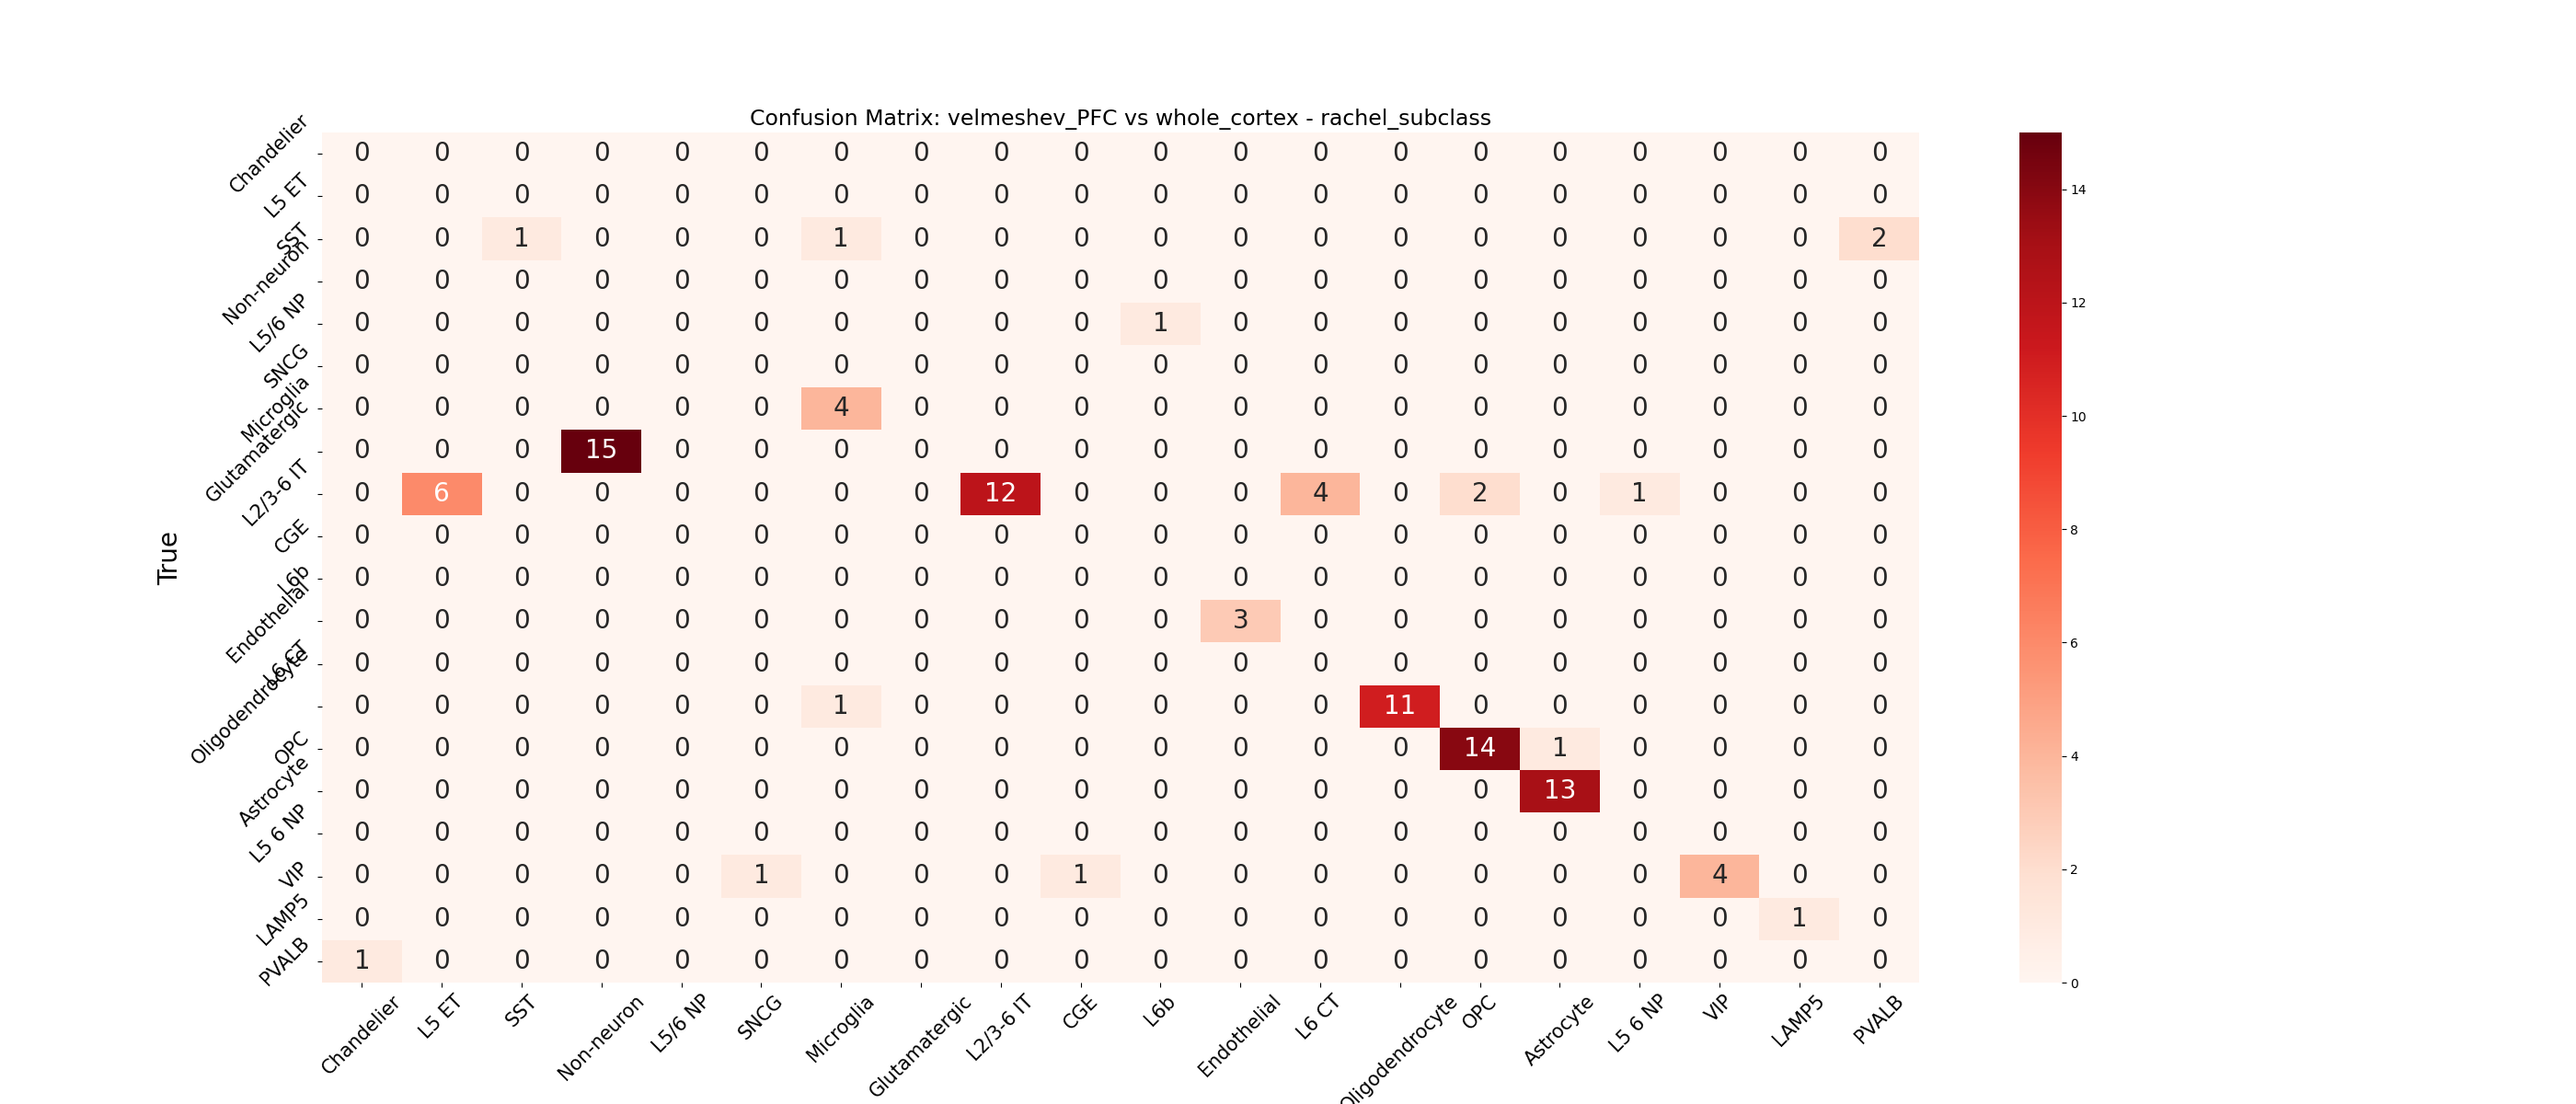 Confusion Matrix: velmeshev_PFC vs whole_cortex - rachel_subclass
True
Chandelier 0 0 0 0 0 0 0 0 0 0 0 0 0 0 0 0 0 0 0 0
L5 ET 0 0 0 0 0 0 0 0 0 0 0 0 0 0 0 0 0 0 0 0
SST 0 0 1 0 0 0 1 0 0 0 0 0 0 0 0 0 0 0 0 2
Non-neuron 0 0 0 0 0 0 0 0 0 0 0 0 0 0 0 0 0 0 0 0
L5/6 NP 0 0 0 0 0 0 0 0 0 0 1 0 0 0 0 0 0 0 0 0
SNCG 0 0 0 0 0 0 0 0 0 0 0 0 0 0 0 0 0 0 0 0
Microglia 0 0 0 0 0 0 4 0 0 0 0 0 0 0 0 0 0 0 0 0
Glutamatergic 0 0 0 15 0 0 0 0 0 0 0 0 0 0 0 0 0 0 0 0
L2/3-6 IT 0 6 0 0 0 0 0 0 12 0 0 0 4 0 2 0 1 0 0 0
CGE 0 0 0 0 0 0 0 0 0 0 0 0 0 0 0 0 0 0 0 0
L6b 0 0 0 0 0 0 0 0 0 0 0 0 0 0 0 0 0 0 0 0
Endothelial 0 0 0 0 0 0 0 0 0 0 0 3 0 0 0 0 0 0 0 0
L6 CT 0 0 0 0 0 0 0 0 0 0 0 0 0 0 0 0 0 0 0 0
Oligodendrocyte 0 0 0 0 0 0 1 0 0 0 0 0 0 11 0 0 0 0 0 0
OPC 0 0 0 0 0 0 0 0 0 0 0 0 0 0 14 1 0 0 0 0
Astrocyte 0 0 0 0 0 0 0 0 0 0 0 0 0 0 0 13 0 0 0 0
L5 6 NP 0 0 0 0 0 0 0 0 0 0 0 0 0 0 0 0 0 0 0 0
VIP 0 0 0 0 0 1 0 0 0 1 0 0 0 0 0 0 0 4 0 0
LAMP5 0 0 0 0 0 0 0 0 0 0 0 0 0 0 0 0 0 0 1 0
PVALB 1 0 0 0 0 0 0 0 0 0 0 0 0 0 0 0 0 0 0 0
Chandelier L5 ET SST Non-neuron L5/6 NP SNCG Microglia Glutamatergic L2/3-6 IT CGE L6b Endothelial L6 CT Oligodendrocyte OPC Astrocyte L5 6 NP VIP LAMP5 PVALB
14
12
10
8
6
4
2
0